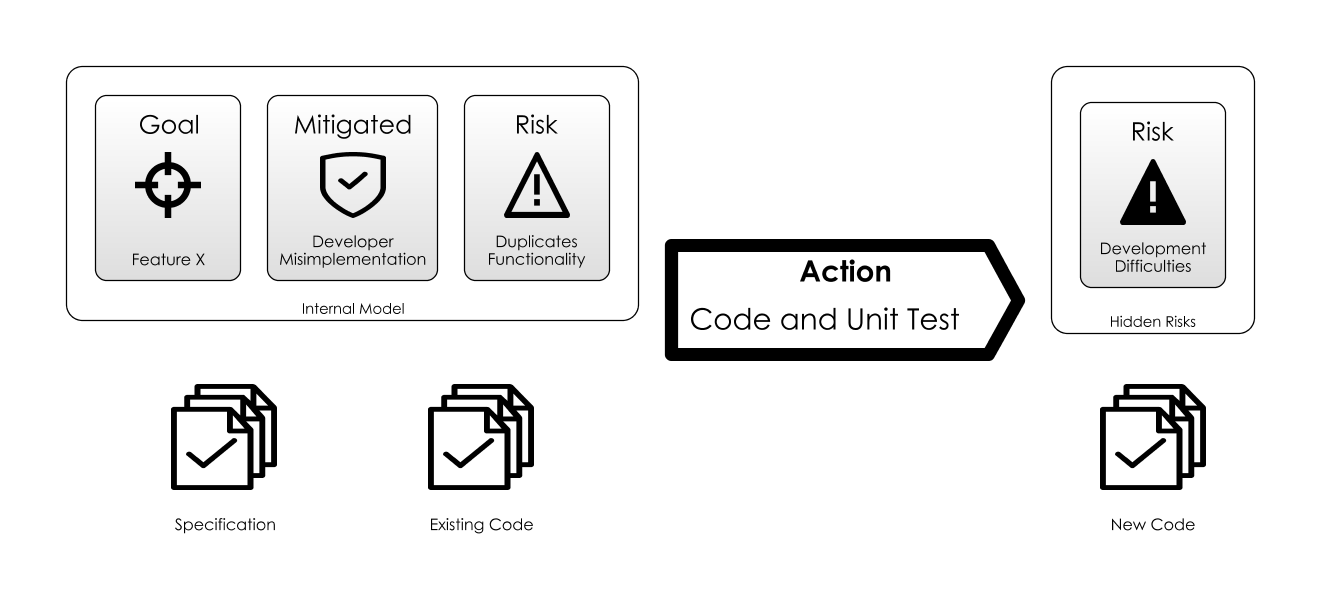 Goal
Feature X
Mitigated
Developer
Misimplementation
Risk
Duplicates
Functionality
Internal Model
Action
Code and Unit Test
Risk
Development
Difficulties
Hidden Risks
Specification
Existing Code
New Code